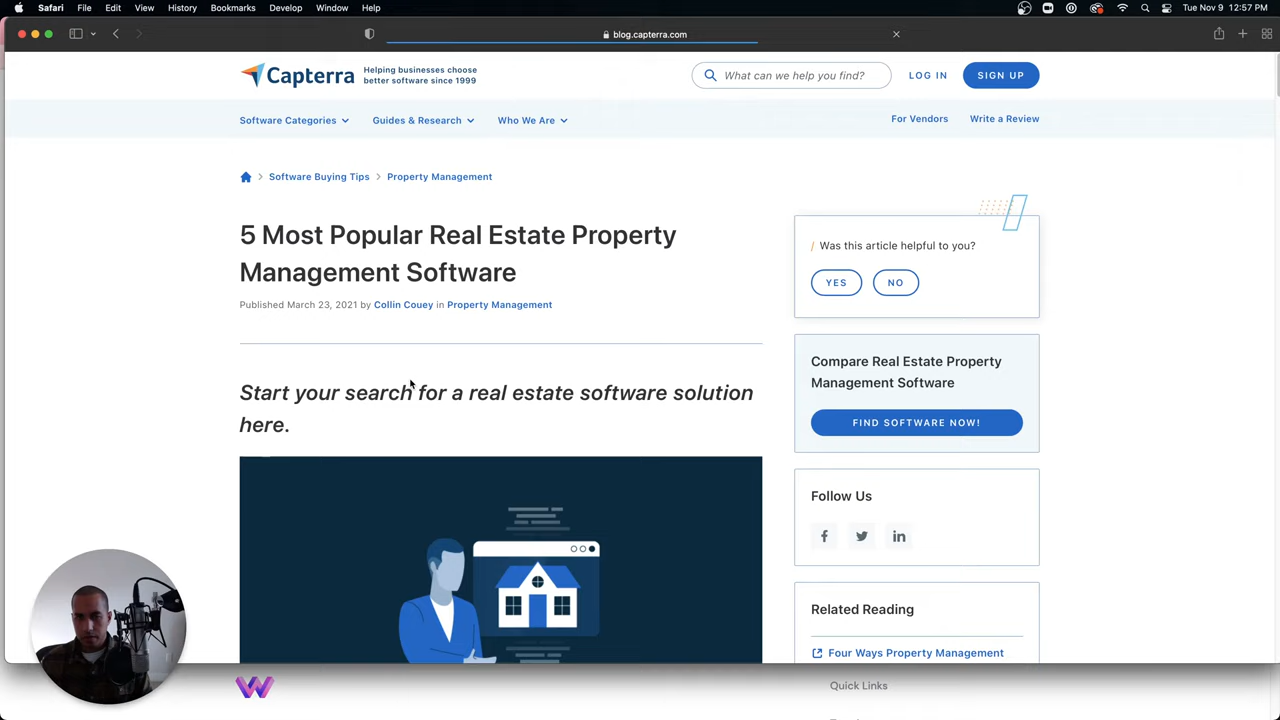 Safari File Edit View History Bookmarks Develop Window Help
Tue Nov 9 12:57 PM
blog.capterra.com
Capterra
Helping businesses choose
better software since 1999
What can we help you find?
LOG IN
SIGN UP
Software Categories
Guides & Research
Who We Are
For Vendors
Write a Review
Software Buying Tips
Property Management
5 Most Popular Real Estate Property
Management Software
Published March 23, 2021 by Collin Couey in Property Management
Start your search for a real estate software solution
here.
Was this article helpful to you?
YES
NO
Compare Real Estate Property
Management Software
FIND SOFTWARE NOW!
Follow Us
Related Reading
Four Ways Property Management
Quick Links